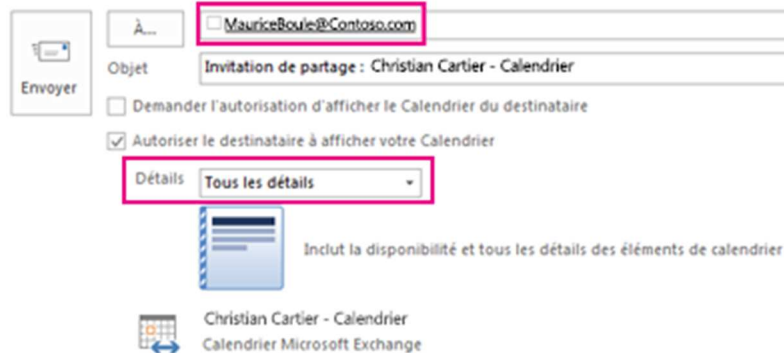 À...
MauriceBoule@Contoso.com
Envoyer
Objet
Invitation de partage : Christian Cartier - Calendrier
Demander l'autorisation d'afficher le Calendrier du destinataire
Autoriser le destinataire à afficher votre Calendrier
Détails
Tous les détails
Inclut la disponibilité et tous les détails des éléments de calendrier
Christian Cartier - Calendrier
Calendrier Microsoft Exchange